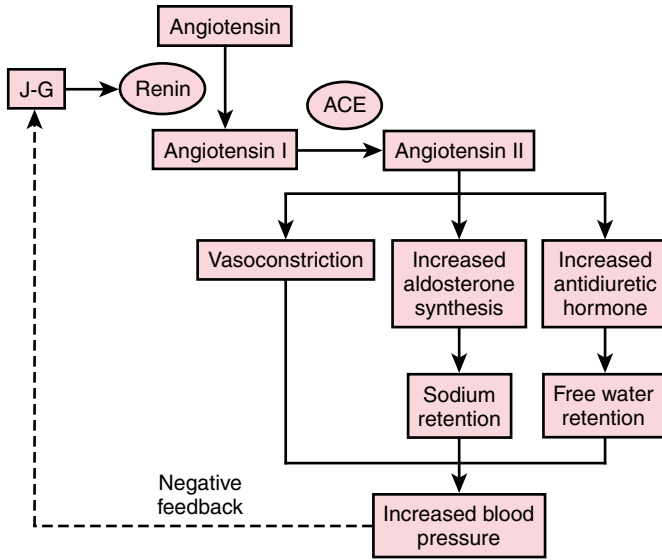 Angiotensin
J-G
Renin
ACE
Angiotensin I
Angiotensin II
Vasoconstriction
Increased
aldosterone
synthesis
Increased
antidiuretic
hormone
Sodium
retention
Free water
retention
Negative
feedback
Increased blood
pressure